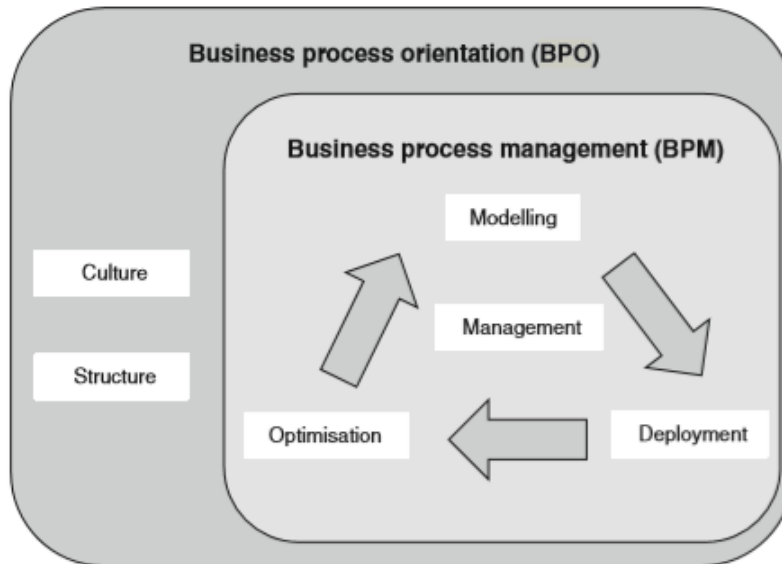 Business process orientation (BPO)
Business process management (BPM)
Modelling
Culture
Management
Structure
Optimisation
Deployment